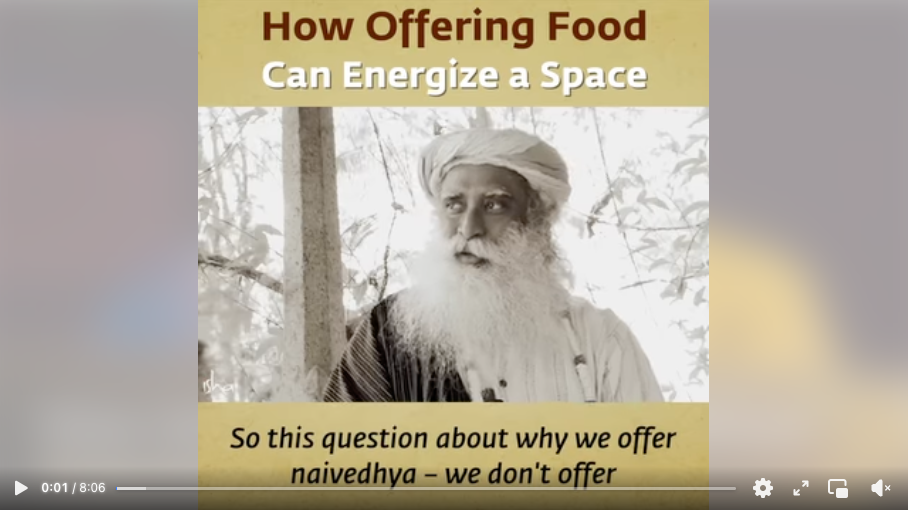 How Offering Food
Can Energize a Space
isha
So this question about why we offer
naivedhya – we don't offer
0:01 / 8:06